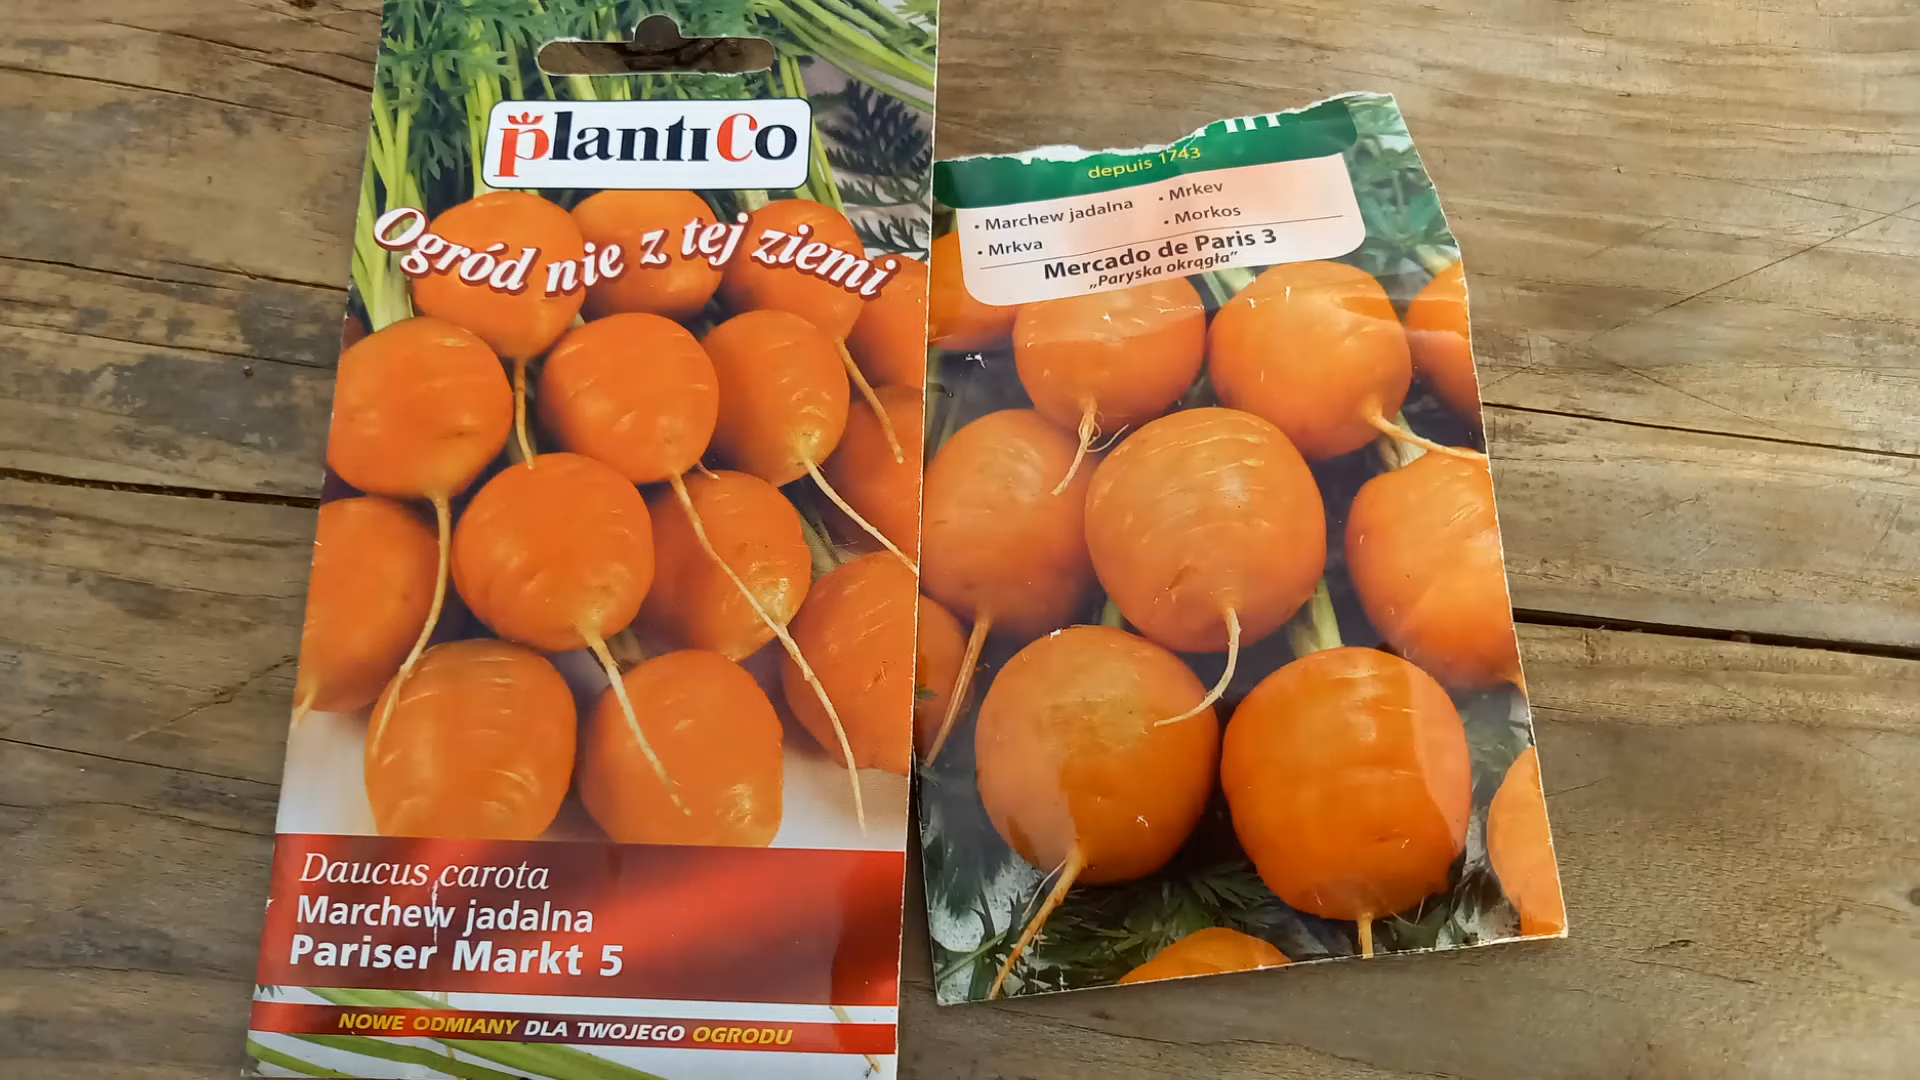 plantico
Ogród nie z tej ziemi
Daucus carota
Marchew jadalna
Pariser Markt 5
NOWE ODMIANY DLA TWOJEGO OGRODU
depuis 1743
• Marchew jadalna
• Mrkva
• Mrkev
• Morkos
Mercado de Paris 3
„Paryska okrągła”